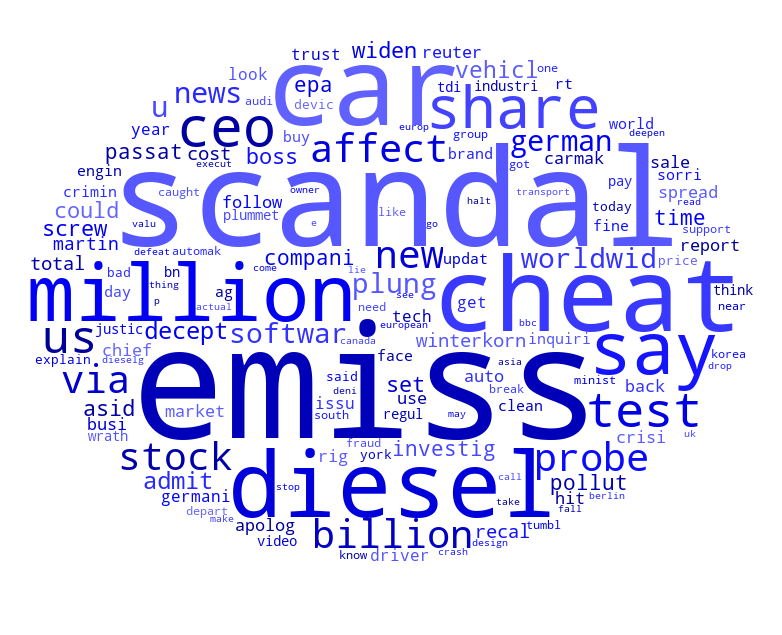 trust widen reuter
look epa car vehicl one
news audi devic tdi industri rt
u ceo share
year buy affect europ group german world deepen
passat cost boss brand carmak sale
engin execut scandal got pay sorri
crimin caught follow owner transport spread read
could plummet like today
screw valu e go halt fine time support
martin defeat automak compani new updat worldwid report
total bad bn come plung price
day thing ag lie see get think
million p need cheat near
us actual tech european bbc
justic decept softwar canada winterkorn inquiri say
explain dieselg chief face asia korea
via emiss said set auto minist drop
deni use break back
asid market issu regul may clean test
busi south
wrath fraud investig crisi uk
stock rig york probe
admit stop diesel call pollut
germani take hit berlin
depart fall
make apolog billion recal tumbl
video know driver crash design